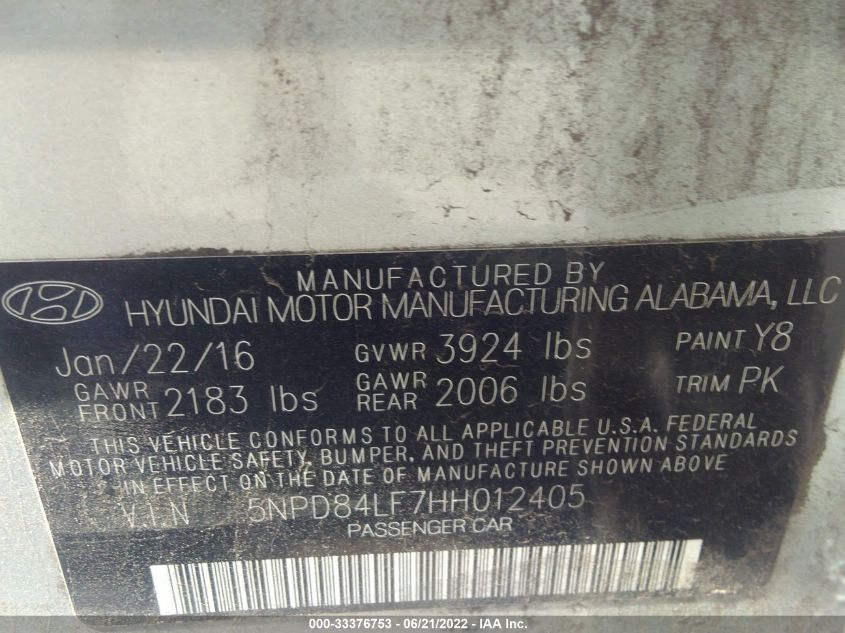 MANUFACTURED BY
HYUNDAI MOTOR MANUFACTURING ALABAMA, LLC
Jan/22/16 GVWR 3924 lbs PAINT Y8
GAWR FRONT 2183 lbs GAWR REAR 2006 lbs TRIM PK
THIS VEHICLE CONFORMS TO ALL APPLICABLE U.S.A. FEDERAL
MOTOR VEHICLE SAFETY, BUMPER, AND THEFT PREVENTION STANDARDS
IN EFFECT ON THE DATE OF MANUFACTURE SHOWN ABOVE.
V.I.N 5NPD84LF7HH012405
PASSENGER CAR
000-33376753 - 06/21/2022 - IAA Inc.